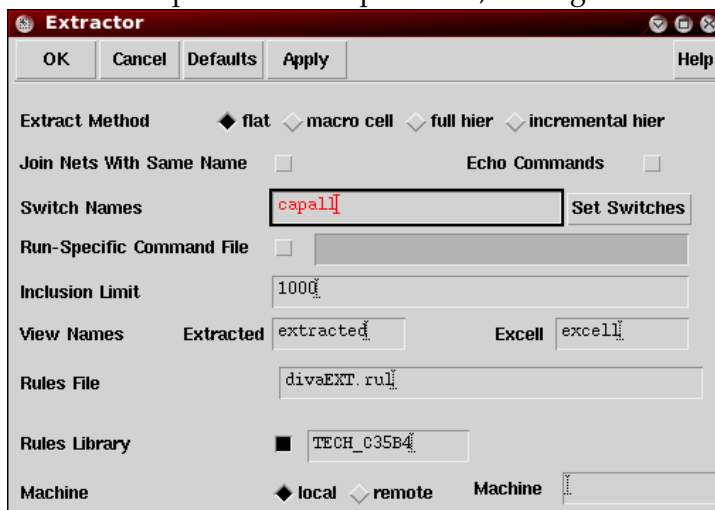 Extractor
OK Cancel Defaults Apply Help
Extract Method flat macro cell full hier incremental hier
Join Nets With Same Name Echo Commands
Switch Names capall Set Switches
Run-Specific Command File
Inclusion Limit 1000
View Names Extracted extracted Excell excell
Rules File divaEXT.rul
Rules Library TECH_C35B4
Machine local remote Machine